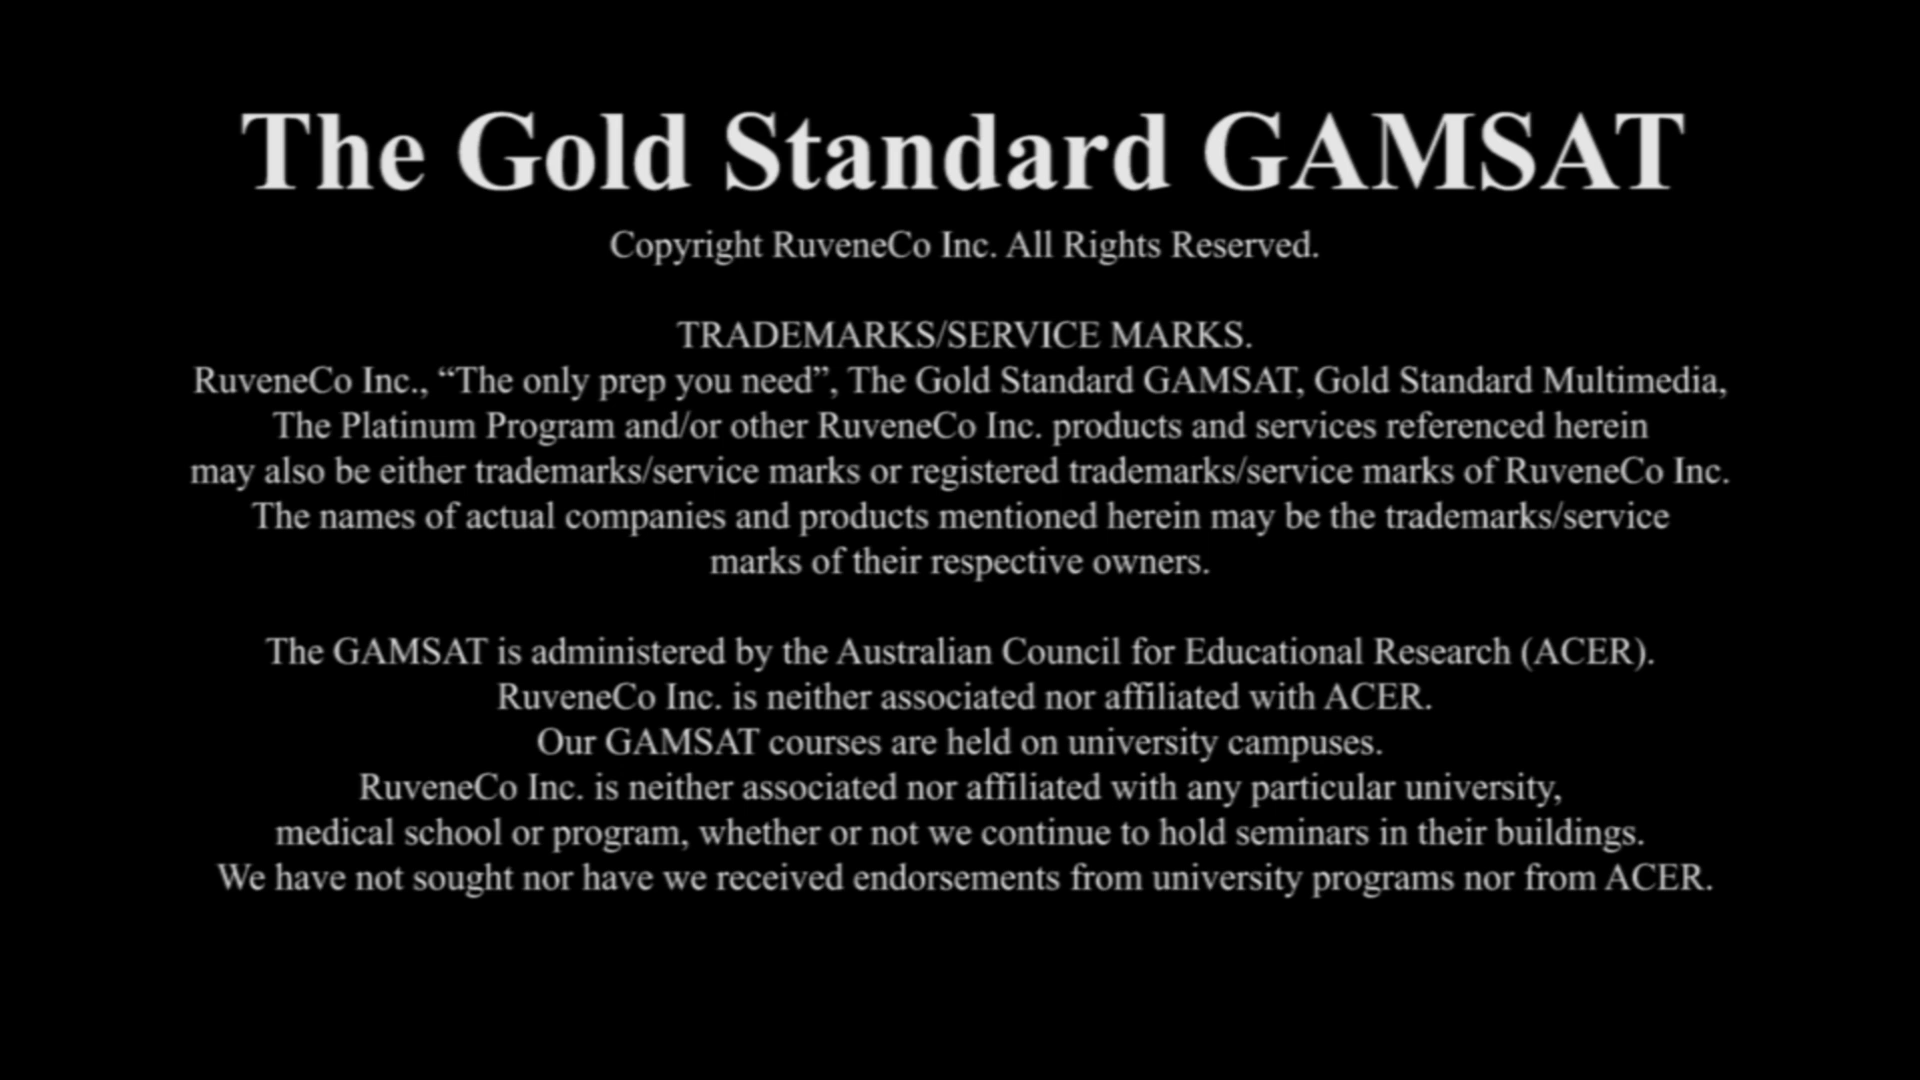 The Gold Standard GAMSAT
Copyright RuveneCo Inc. All Rights Reserved.
TRADEMARKS/SERVICE MARKS.
RuveneCo Inc., “The only prep you need”, The Gold Standard GAMSAT, Gold Standard Multimedia,
The Platinum Program and/or other RuveneCo Inc. products and services referenced herein
may also be either trademarks/service marks or registered trademarks/service marks of RuveneCo Inc.
The names of actual companies and products mentioned herein may be the trademarks/service
marks of their respective owners.
The GAMSAT is administered by the Australian Council for Educational Research (ACER).
RuveneCo Inc. is neither associated nor affiliated with ACER.
Our GAMSAT courses are held on university campuses.
RuveneCo Inc. is neither associated nor affiliated with any particular university,
medical school or program, whether or not we continue to hold seminars in their buildings.
We have not sought nor have we received endorsements from university programs nor from ACER.